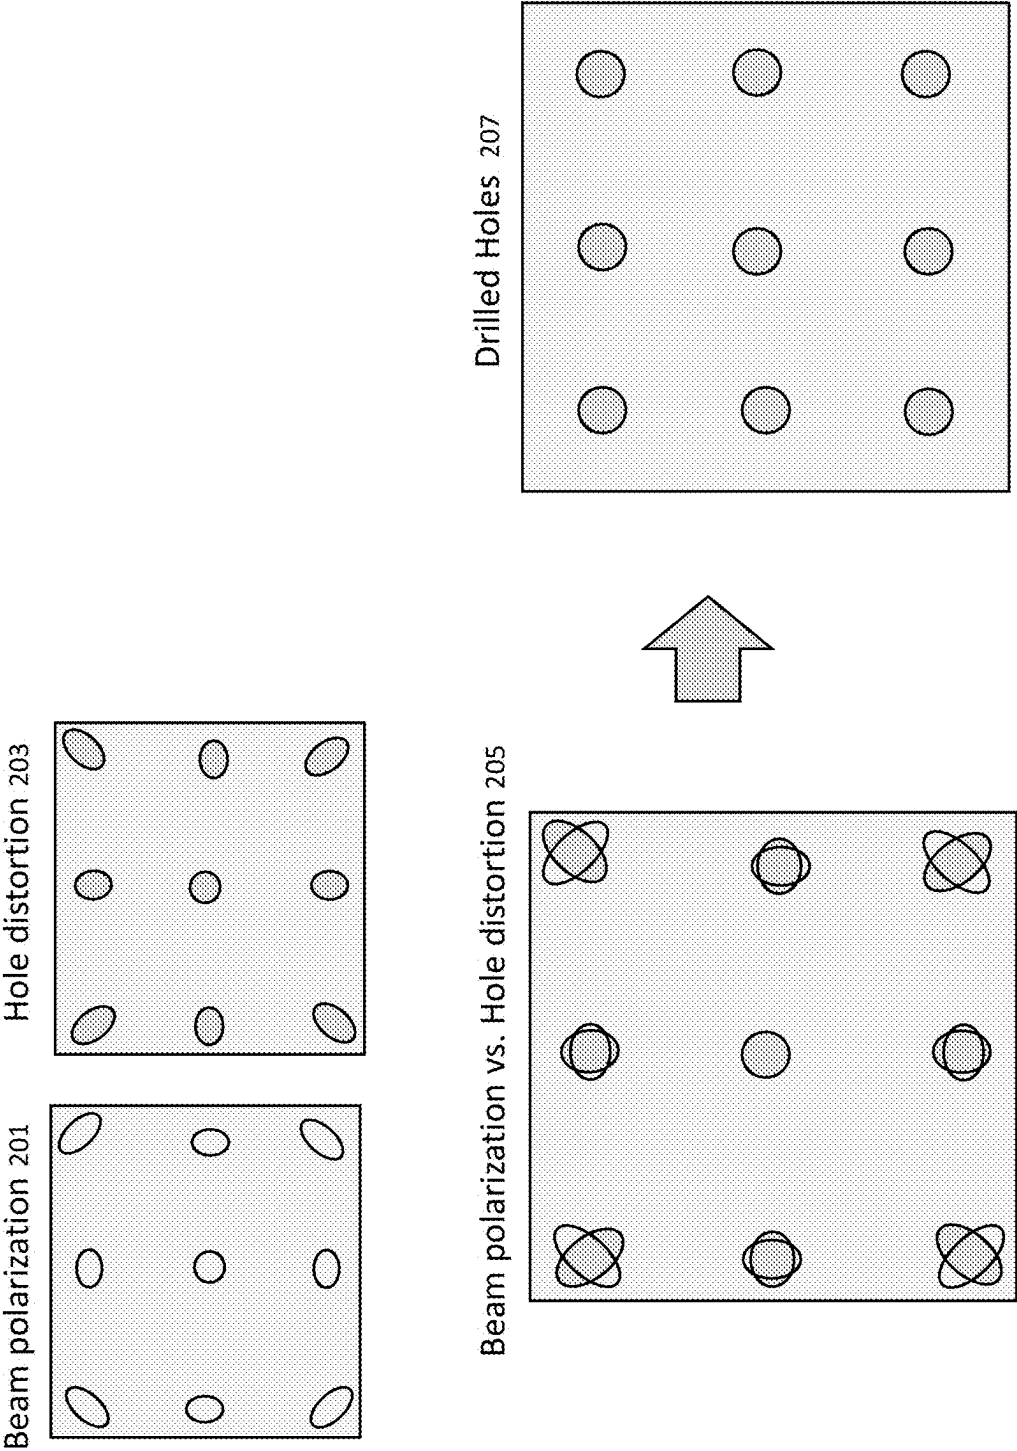 Beam polarization 201
Hole distortion 203
Beam polarization vs. Hole distortion 205
Drilled Holes 207